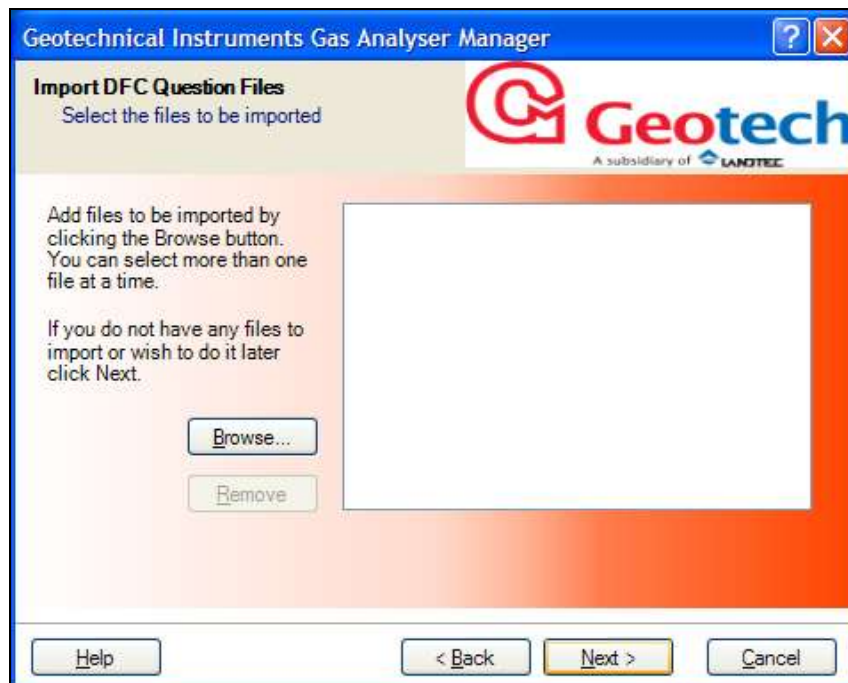 Geotechnical Instruments Gas Analyser Manager
?
Import DFC Question Files
Select the files to be imported
Geotech
A subsidiary of LANDTEC
Add files to be imported by
clicking the Browse button.
You can select more than one
file at a time.
If you do not have any files to
import or wish to do it later
click Next.
Browse...
Remove
Help
< Back
Next >
Cancel